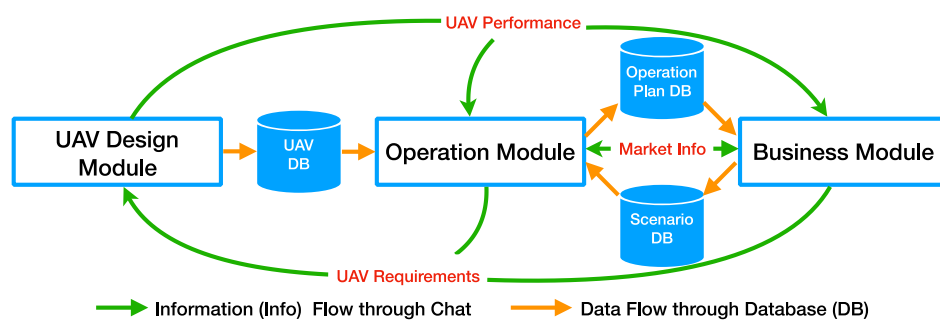 UAV Performance
Operation
Plan DB
UAV Design
Module
UAV
DB
Operation Module
Market Info
Business Module
Scenario
DB
UAV Requirements
Information (Info) Flow through Chat
Data Flow through Database (DB)